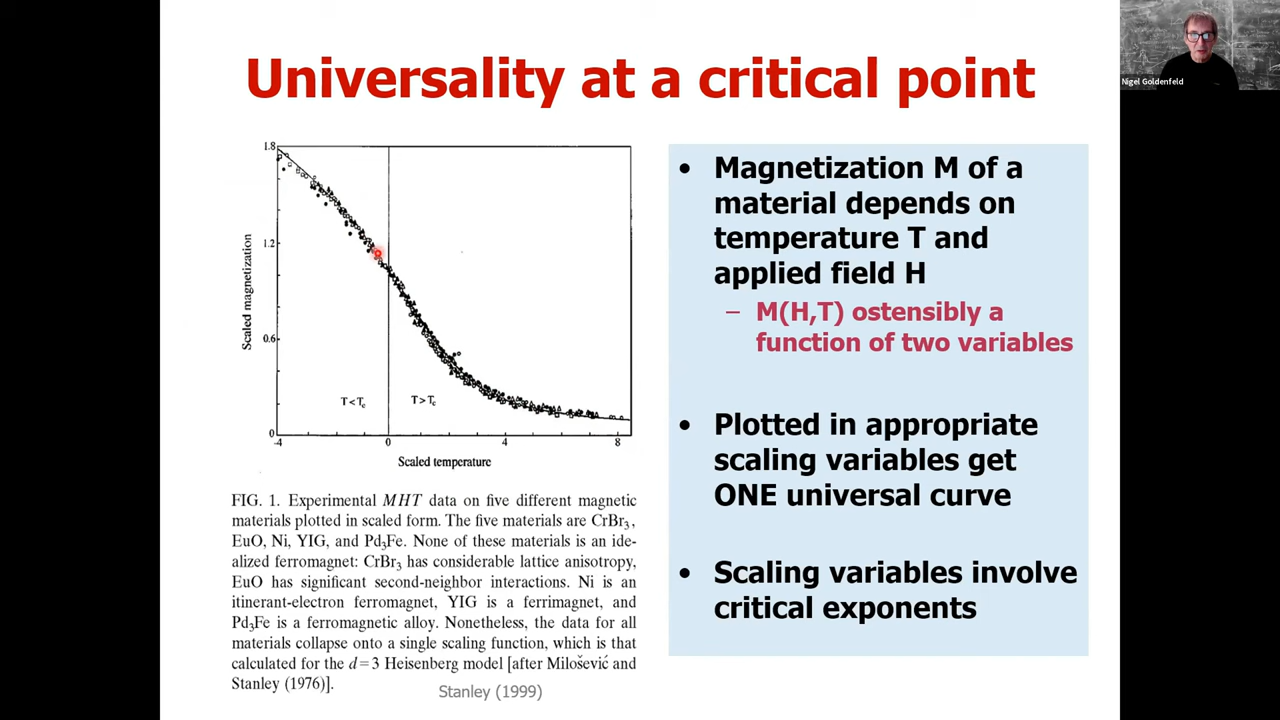 Universality at a critical point
Nigel Goldenfeld
1.8
1.2
0.6
0
-4
0
4
8
Scaled magnetization
T<Tc
T>Tc
Scaled temperature
FIG. 1. Experimental MHT data on five different magnetic
materials plotted in scaled form. The five materials are CrBr3,
EuO, Ni, YIG, and Pd3Fe. None of these materials is an ide-
alized ferromagnet: CrBr3 has considerable lattice anisotropy,
EuO has significant second-neighbor interactions. Ni is an
itinerant-electron ferromagnet, YIG is a ferrimagnet, and
Pd3Fe is a ferromagnetic alloy. Nonetheless, the data for all
materials collapse onto a single scaling function, which is that
calculated for the d=3 Heisenberg model [after Milošević and
Stanley (1976)].
Stanley (1999)
• Magnetization M of a
material depends on
temperature T and
applied field H
– M(H,T) ostensibly a
function of two variables
• Plotted in appropriate
scaling variables get
ONE universal curve
• Scaling variables involve
critical exponents